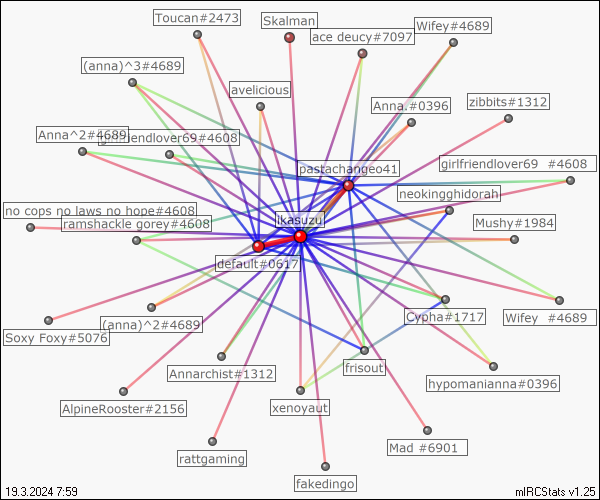 Toucan#2473
Skalman
ace deucy#7097
Wifey#4689
(anna)^3#4689
avelicious
Anna.#0396
zibbits#1312
Anna^2#4689
girlfriendlover69#4608
pastachangeo41
girlfriendlover69 #4608
neokingghidorah
no cops no laws no hope#4608
ramshackle gorey#4608
ikasuzu
Mushy#1984
default#0617
Soxy Foxy#5076
(anna)^2#4689
Cypha#1717
Wifey #4689
Annarchist#1312
frisout
hypomanianna#0396
AlpineRooster#2156
xenoyaut
Mad #6901
rattgaming
fakedingo
19.3.2024 7:59
mIRCStats v1.25